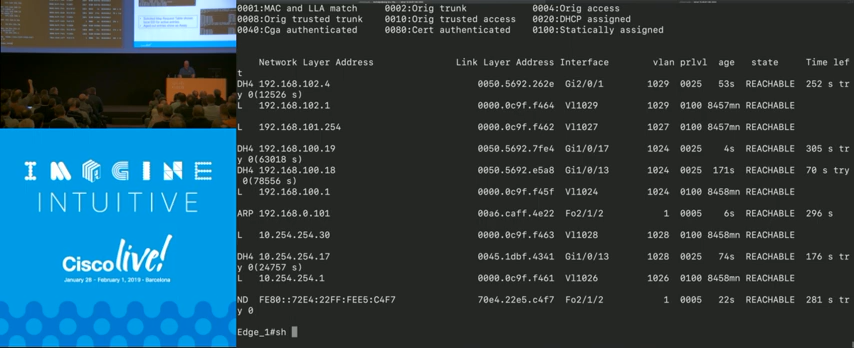 0001:MAC and LLA match   0002:Orig trunk   0004:Orig access
0008:Orig trusted trunk   0010:Orig trusted access   0020:DHCP assigned
0040:Cga authenticated   0080:Cert authenticated   0100:Statically assigned
Network Layer Address   Link Layer Address Interface   vlan prlvl age   state   Time lef
t
DH4 192.168.102.4   0050.5692.262e Gi2/0/1   1029 0025   53s REACHABLE 252 s tr
y 0(12526 s)
L   192.168.102.1   0000.0c9f.f464 Vl1029   1029 0100 8457mn REACHABLE
L   192.168.101.254   0000.0c9f.f462 Vl1027   1027 0100 8457mn REACHABLE
DH4 192.168.100.19   0050.5692.7fe4 Gi1/0/17   1024 0025   4s REACHABLE 305 s tr
y 0(63018 s)
DH4 192.168.100.18   0050.5692.e5a8 Gi1/0/13   1024 0025   171s REACHABLE 70 s try
0(78556 s)
L   192.168.100.1   0000.0c9f.f45f Vl1024   1024 0100 8458mn REACHABLE
ARP 192.168.0.101   00a6.caff.4e22 Fo2/1/2   1 0005   6s REACHABLE 296 s
L   10.254.254.30   0000.0c9f.f463 Vl1028   1028 0100 8458mn REACHABLE
DH4 10.254.254.17   0045.1dbf.4341 Gi1/0/13   1028 0025   74s REACHABLE 176 s tr
y 0(24757 s)
L   10.254.254.1   0000.0c9f.f461 Vl1026   1026 0100 8458mn REACHABLE
ND  FE80::72E4:22FF:FEE5:C4F7   70e4.22e5.c4f7 Fo2/1/2   1 0005   22s REACHABLE 281 s tr
y 0
Edge_1#sh
IMAGINE
INTUITIVE
Cisco live!
January 28 - February 1, 2019 · Barcelona